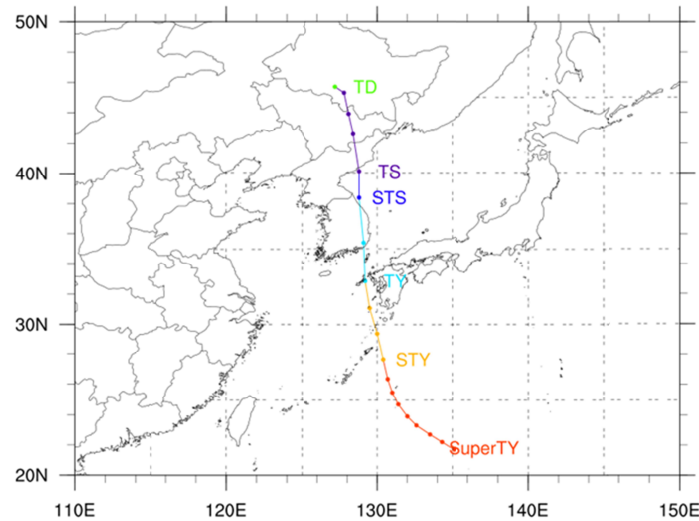 50N
TD
40N
TS
STS
TY
30N
STY
SuperTY
20N
110E 120E 130E 140E 150E